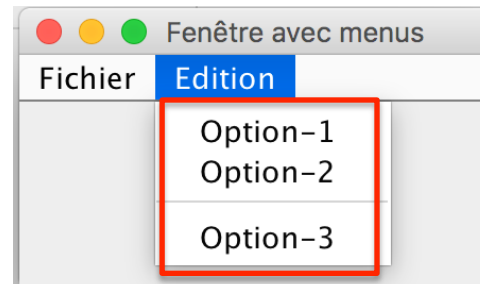 Fenêtre avec menus
Fichier Edition
Option-1
Option-2
Option-3